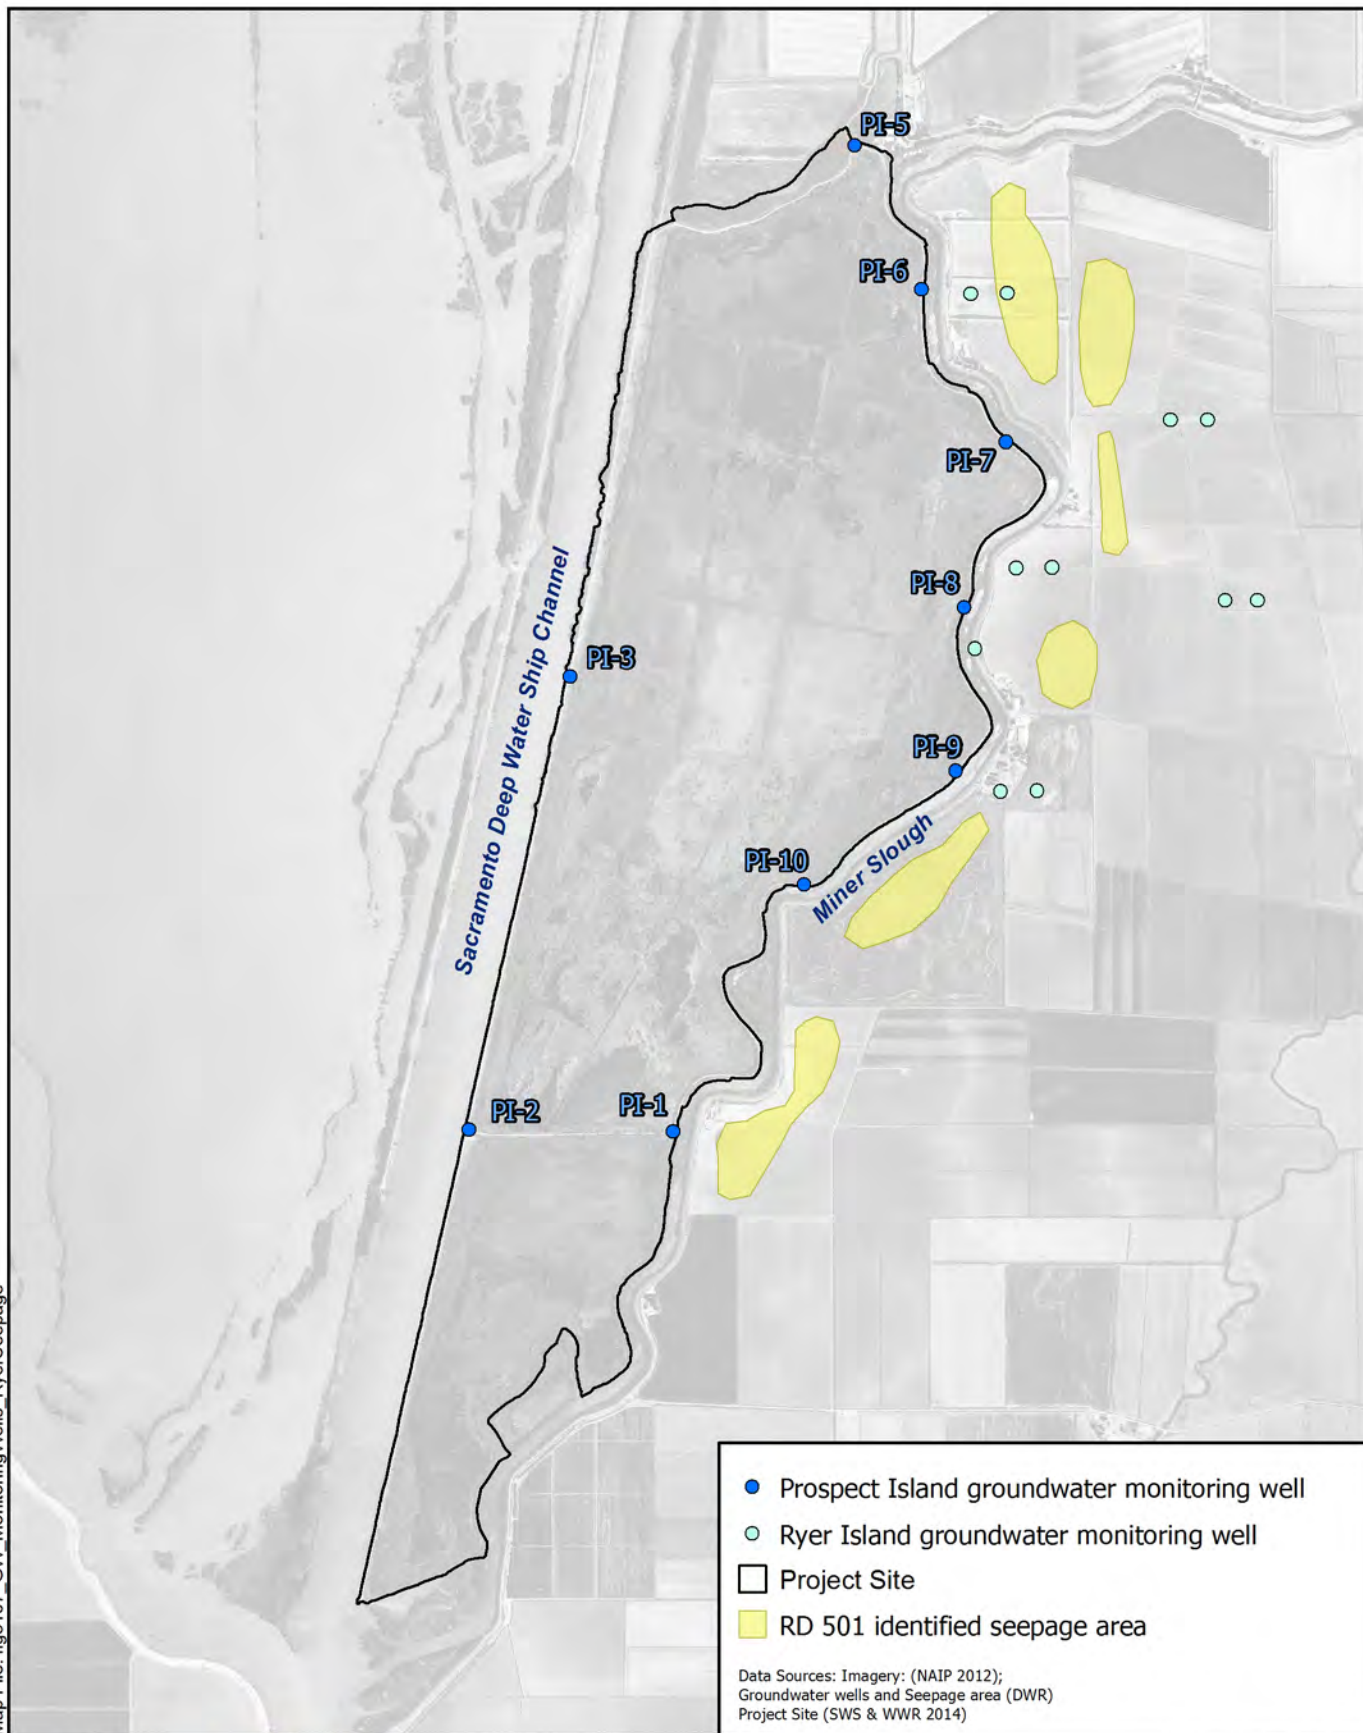 PI-5
PI-6
PI-7
PI-8
PI-3
PI-9
PI-10
PI-2
PI-1
Sacramento Deep Water Ship Channel
Miner Slough
Prospect Island groundwater monitoring well
Ryer Island groundwater monitoring well
Project Site
RD 501 identified seepage area
Data Sources: Imagery: (NAIP 2012);
Groundwater wells and Seepage area (DWR)
Project Site (SWS & WWR 2014)